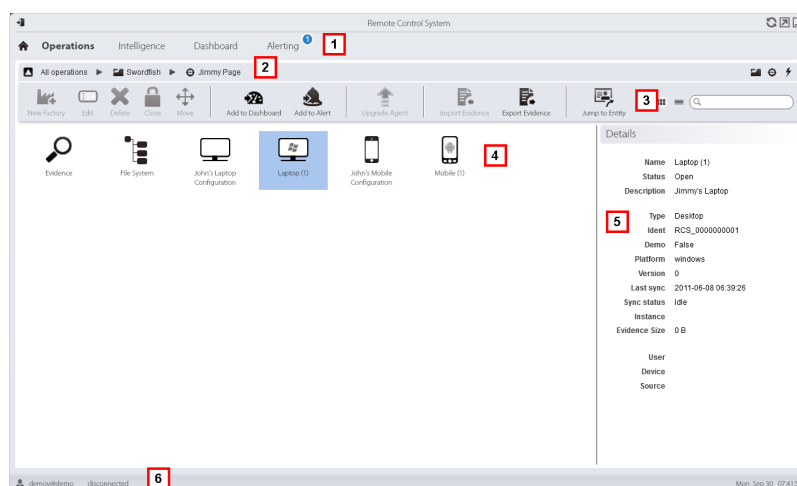 Remote Control System
Operations Intelligence Dashboard Alerting 1 1
All operations Swordfish Jimmy Page 2
New Factory Edit Delete Close Move Add to Dashboard Add to Alert Upgrade Agent Import Evidence Export Evidence Jump to Entity 3
Evidence
File System
John's Laptop
Configuration
Laptop (1)
John's Mobile
Configuration
Mobile (1)
4
Details
Name Laptop (1)
Status Open
Description Jimmy's Laptop
5
Type Desktop
Ident RCS_0000000001
Demo False
Platform windows
Version 0
Last sync 2011-06-08 06:39:26
Sync status Idle
Instance
Evidence Size 0 B
User
Device
Source
disconnected 6
Mon, Sep 30